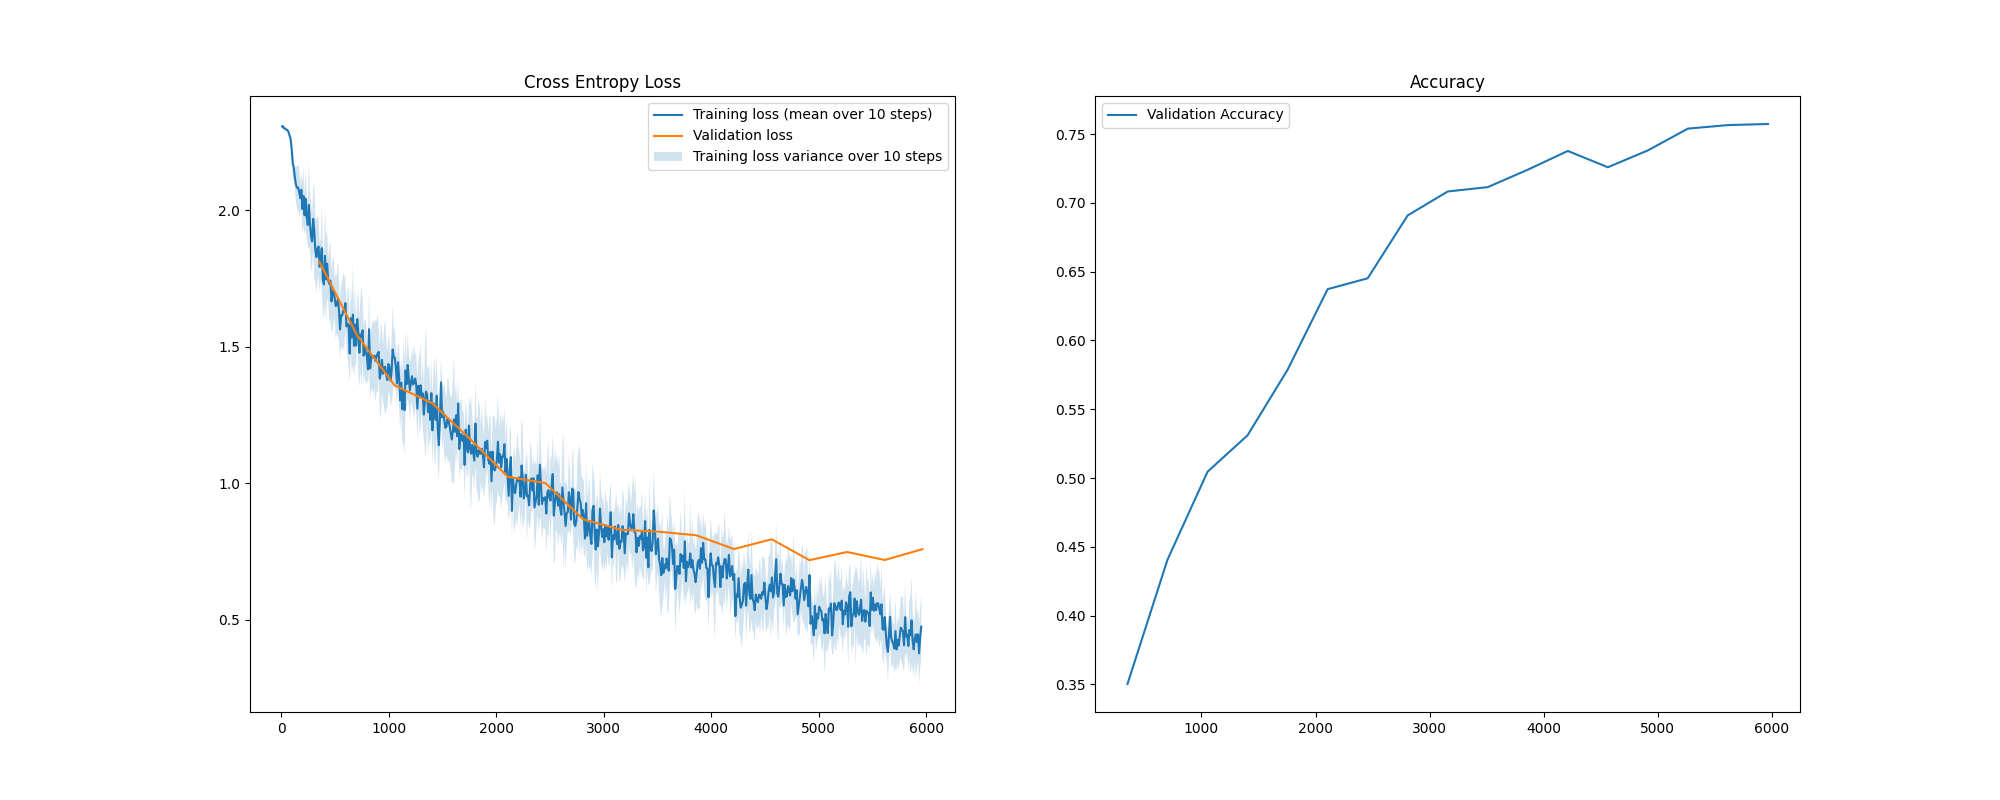 Cross Entropy Loss
Training loss (mean over 10 steps)
Validation loss
Training loss variance over 10 steps
2.0
1.5
1.0
0.5
0 1000 2000 3000 4000 5000 6000
Accuracy
Validation Accuracy
0.75
0.70
0.65
0.60
0.55
0.50
0.45
0.40
0.35
1000 2000 3000 4000 5000 6000